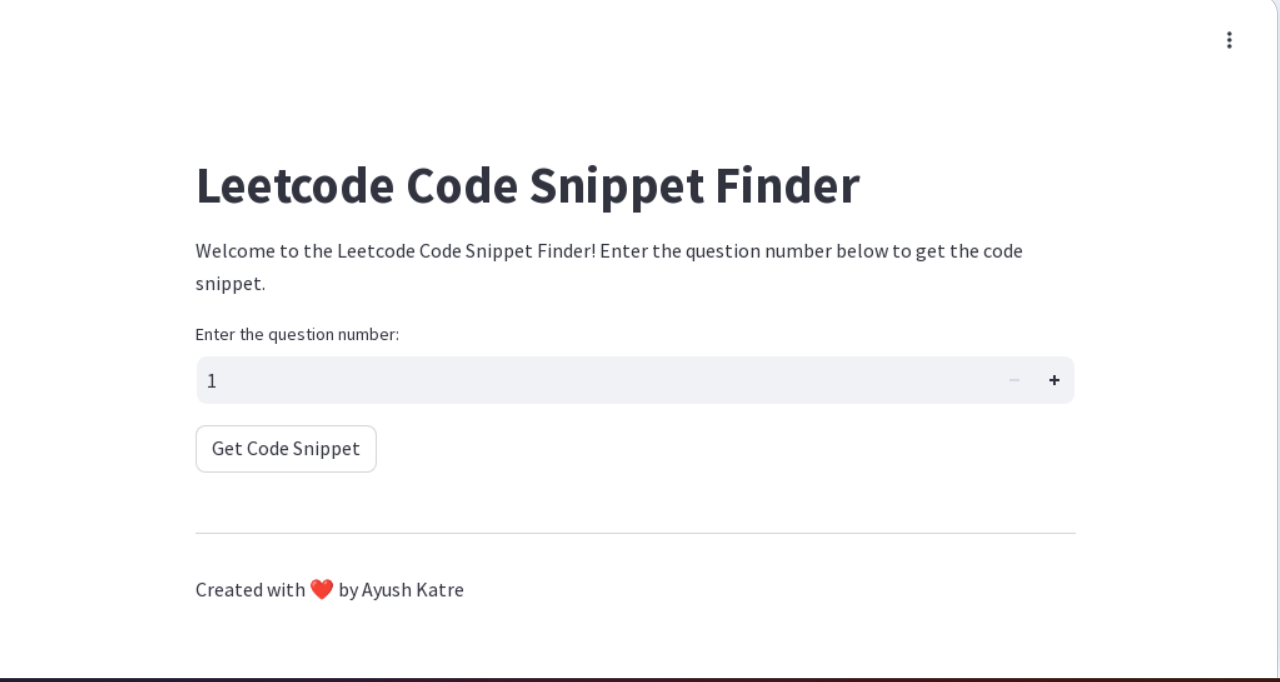 Leetcode Code Snippet Finder
Welcome to the Leetcode Code Snippet Finder! Enter the question number below to get the code
snippet.
Enter the question number:
1
Get Code Snippet
Created with ❤️ by Ayush Katre